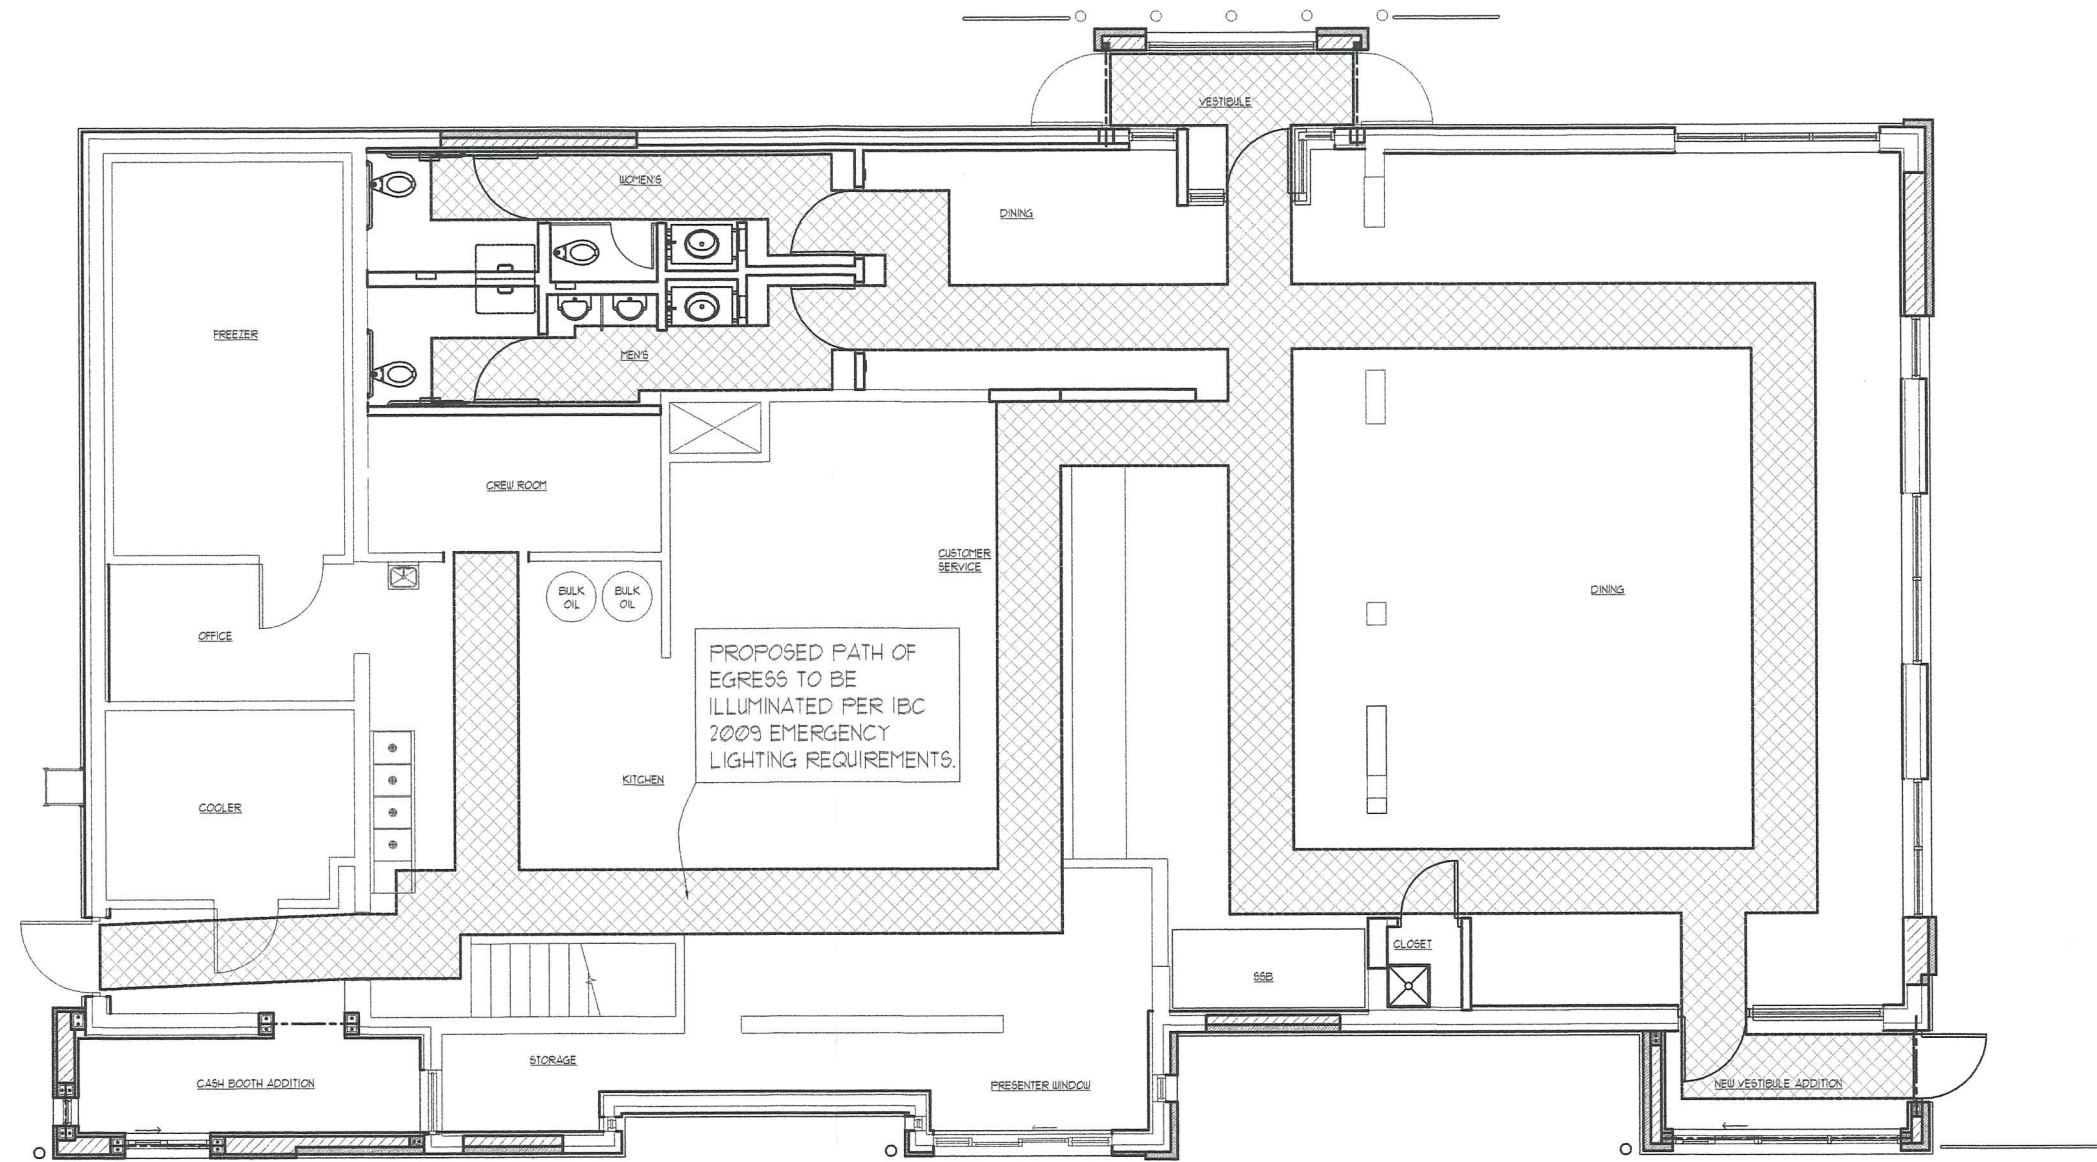 VESTIBULE
WOMEN'S
DINING
FREEZER
MEN'S
CREW ROOM
CUSTOMER
SERVICE
BULK
OIL
BULK
OIL
DINING
OFFICE
PROPOSED PATH OF
EGRESS TO BE
ILLUMINATED PER IBC
2009 EMERGENCY
LIGHTING REQUIREMENTS.
KITCHEN
COOLER
CLOSET
SSB
STORAGE
CASH BOOTH ADDITION
PRESENTER WINDOW
NEW VESTIBULE ADDITION